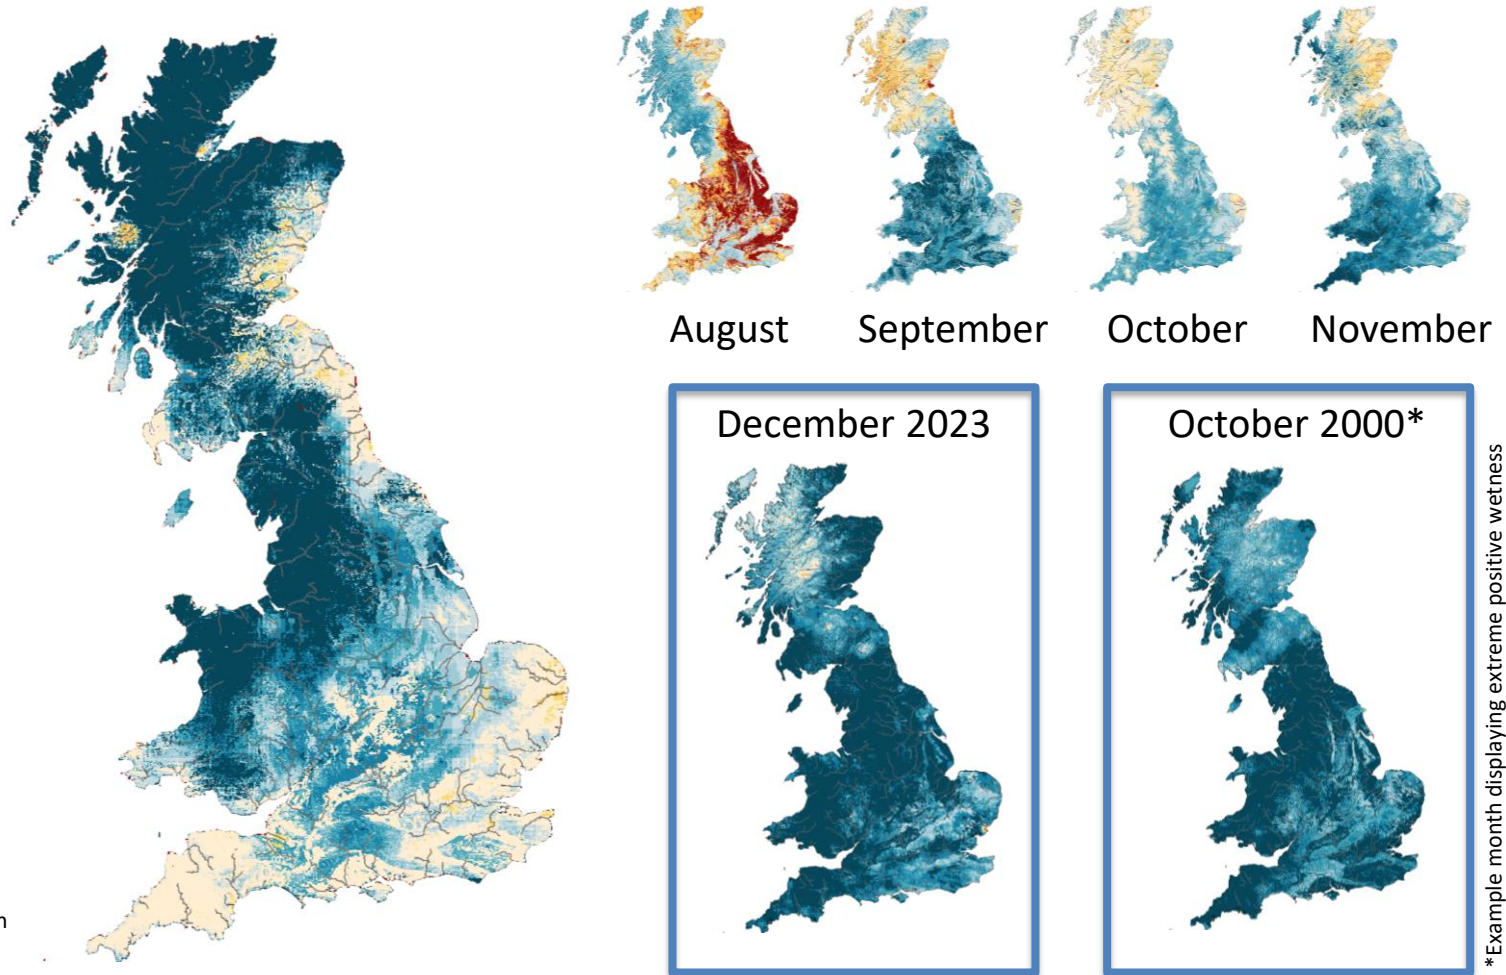 August September October November
December 2023
October 2000*
*Example month displaying extreme positive wetness